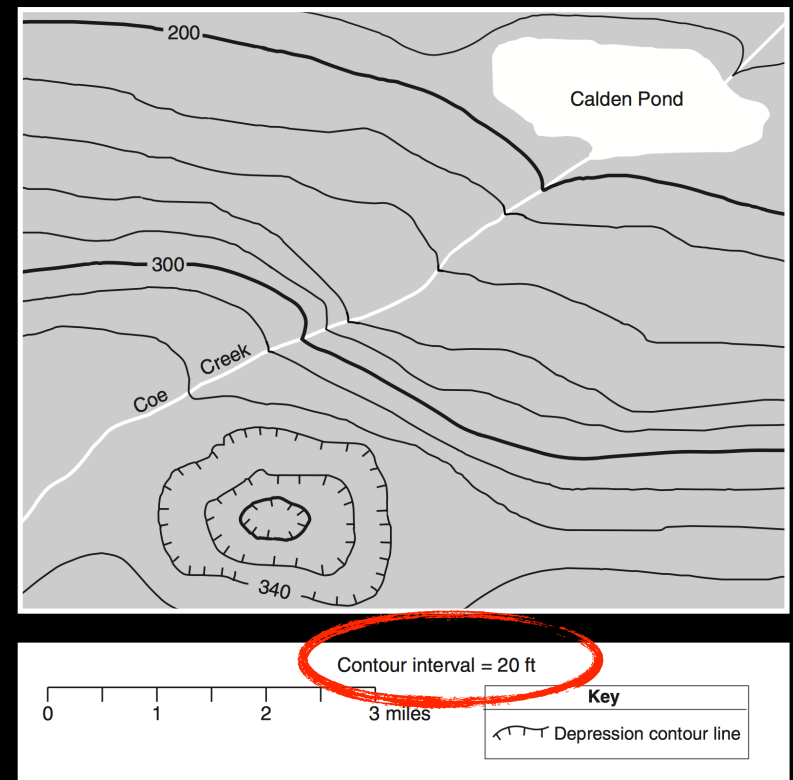 200
Calden Pond
300
Coe Creek
340
Contour interval = 20 ft
0 1 2 3 miles
Key
Depression contour line